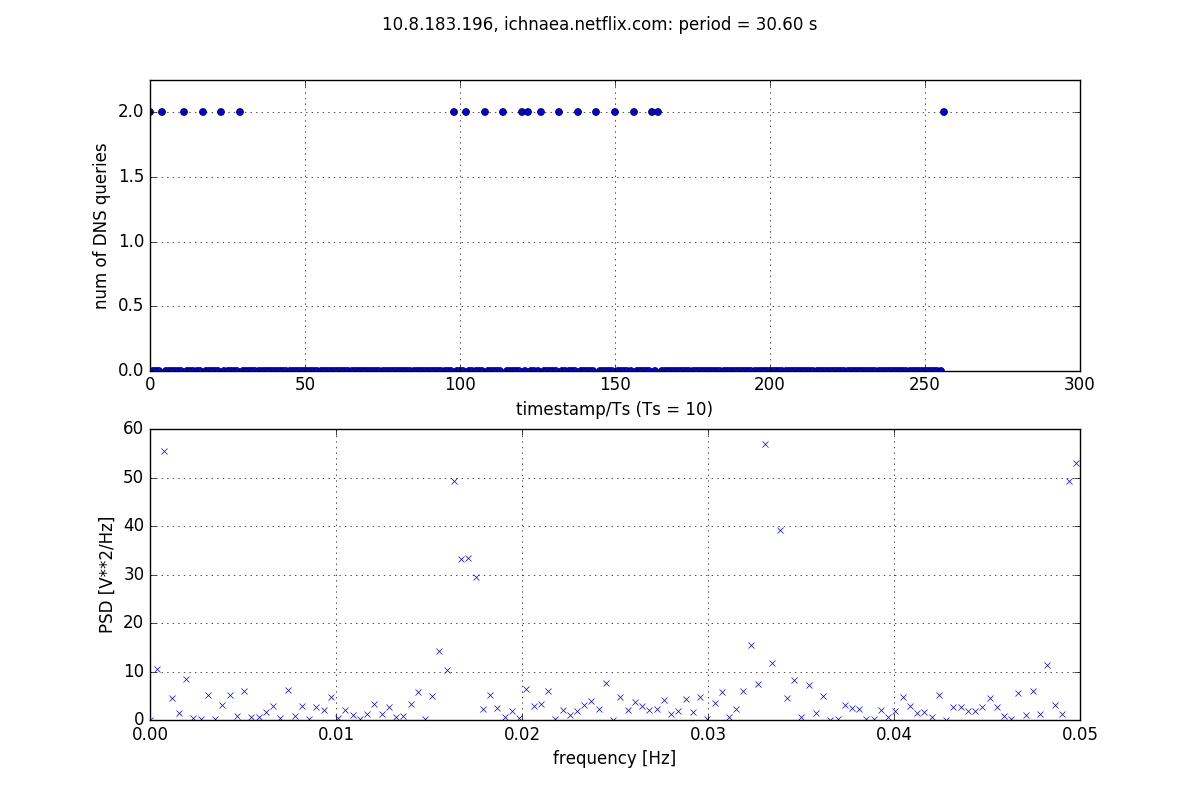 10.8.183.196, ichnaea.netflix.com: period = 30.60 s
2.0
1.5
1.0
0.5
0.0
num of DNS queries
0 50 100 150 200 250 300
timestamp/Ts (Ts = 10)
60
50
40
30
20
10
0
PSD [V**2/Hz]
0.00 0.01 0.02 0.03 0.04 0.05
frequency [Hz]